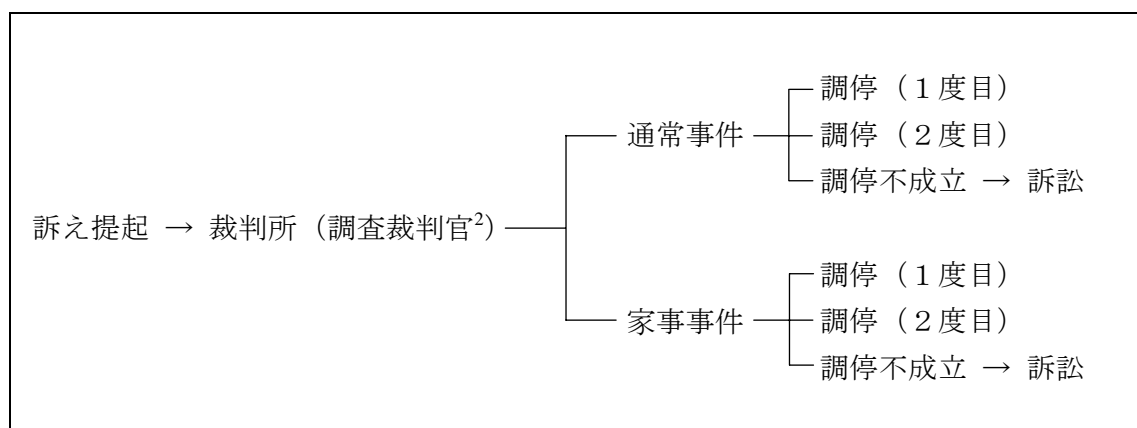 調停（１度目）
通常事件
調停（２度目）
調停不成立 → 訴訟
訴え提起 → 裁判所（調査裁判官2）
調停（１度目）
家事事件
調停（２度目）
調停不成立 → 訴訟